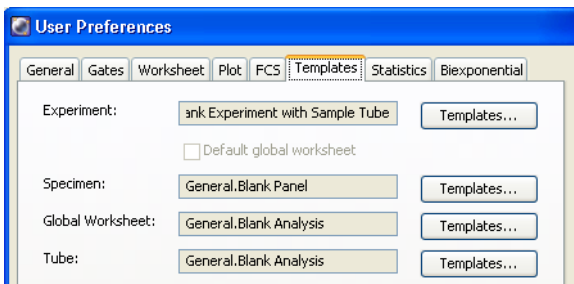 User Preferences
General Gates Worksheet Plot FCS Templates Statistics Biexponential
Experiment: ank Experiment with Sample Tube Templates...
Default global worksheet
Specimen: General.Blank Panel Templates...
Global Worksheet: General.Blank Analysis Templates...
Tube: General.Blank Analysis Templates...